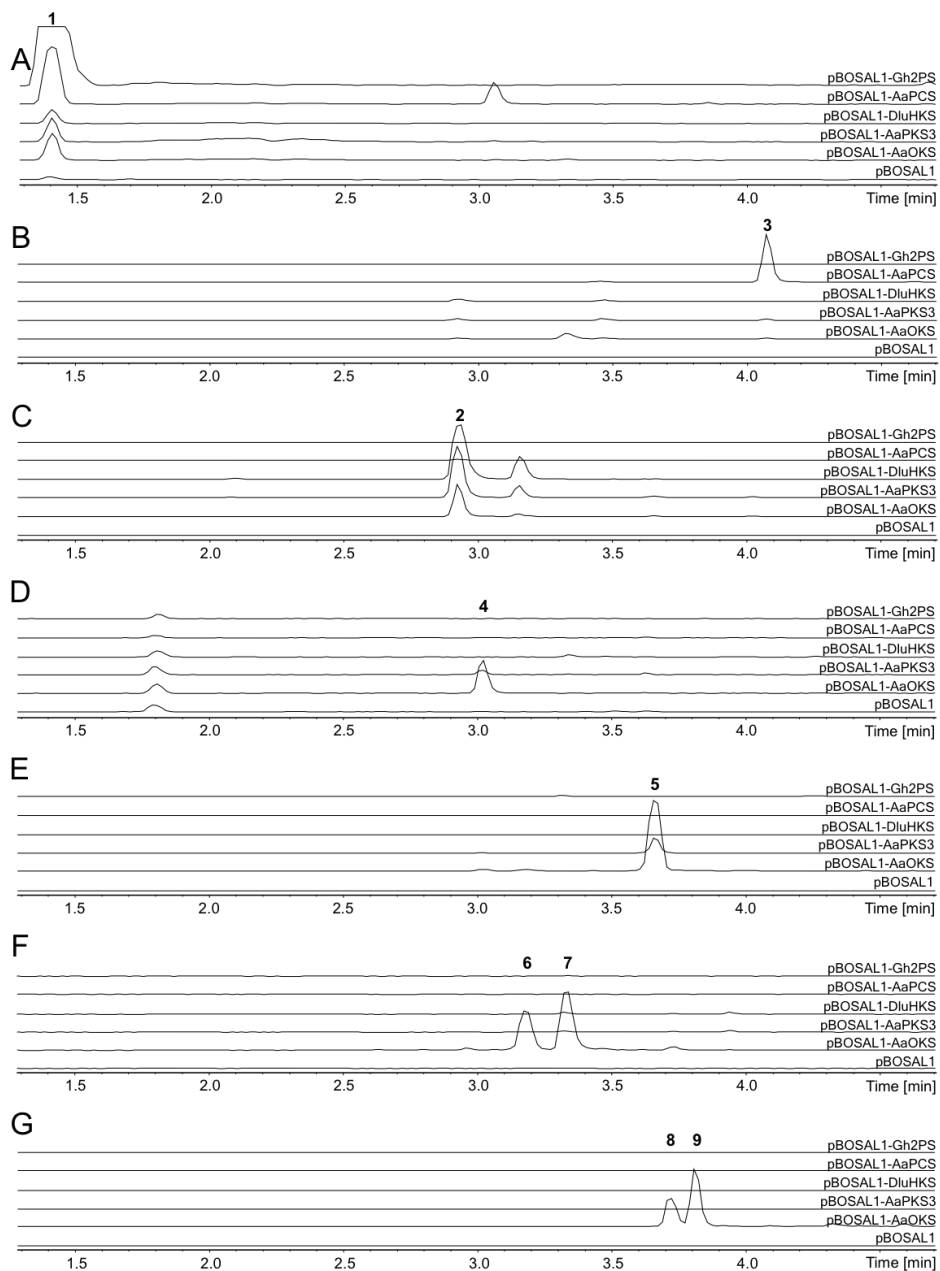 1
A
pBOSAL1-Gh2PS
pBOSAL1-AaPCS
pBOSAL1-DluHKS
pBOSAL1-AaPKS3
pBOSAL1-AaOKS
pBOSAL1
1.5 2.0 2.5 3.0 3.5 4.0 Time [min]
B
3
pBOSAL1-Gh2PS
pBOSAL1-AaPCS
pBOSAL1-DluHKS
pBOSAL1-AaPKS3
pBOSAL1-AaOKS
pBOSAL1
1.5 2.0 2.5 3.0 3.5 4.0 Time [min]
C
2
pBOSAL1-Gh2PS
pBOSAL1-AaPCS
pBOSAL1-DluHKS
pBOSAL1-AaPKS3
pBOSAL1-AaOKS
pBOSAL1
1.5 2.0 2.5 3.0 3.5 4.0 Time [min]
D
4
pBOSAL1-Gh2PS
pBOSAL1-AaPCS
pBOSAL1-DluHKS
pBOSAL1-AaPKS3
pBOSAL1-AaOKS
pBOSAL1
1.5 2.0 2.5 3.0 3.5 4.0 Time [min]
E
5
pBOSAL1-Gh2PS
pBOSAL1-AaPCS
pBOSAL1-DluHKS
pBOSAL1-AaPKS3
pBOSAL1-AaOKS
pBOSAL1
1.5 2.0 2.5 3.0 3.5 4.0 Time [min]
F
6 7
pBOSAL1-Gh2PS
pBOSAL1-AaPCS
pBOSAL1-DluHKS
pBOSAL1-AaPKS3
pBOSAL1-AaOKS
pBOSAL1
1.5 2.0 2.5 3.0 3.5 4.0 Time [min]
G
8 9
pBOSAL1-Gh2PS
pBOSAL1-AaPCS
pBOSAL1-DluHKS
pBOSAL1-AaPKS3
pBOSAL1-AaOKS
pBOSAL1
1.5 2.0 2.5 3.0 3.5 4.0 Time [min]